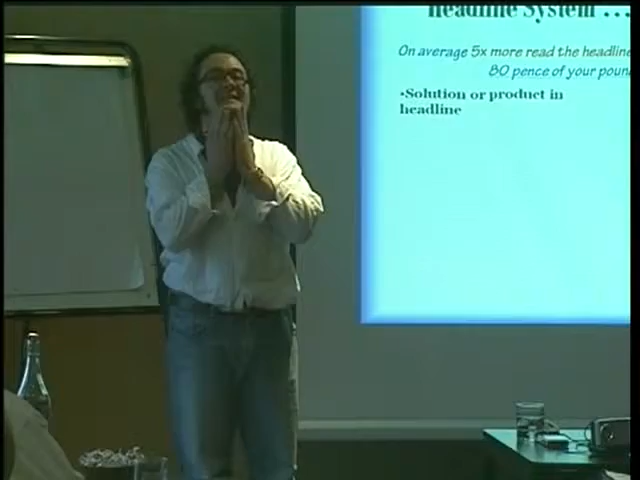 Headline System ...
On average 5x more read the headline
80 pence of your pound
•Solution or product in
headline